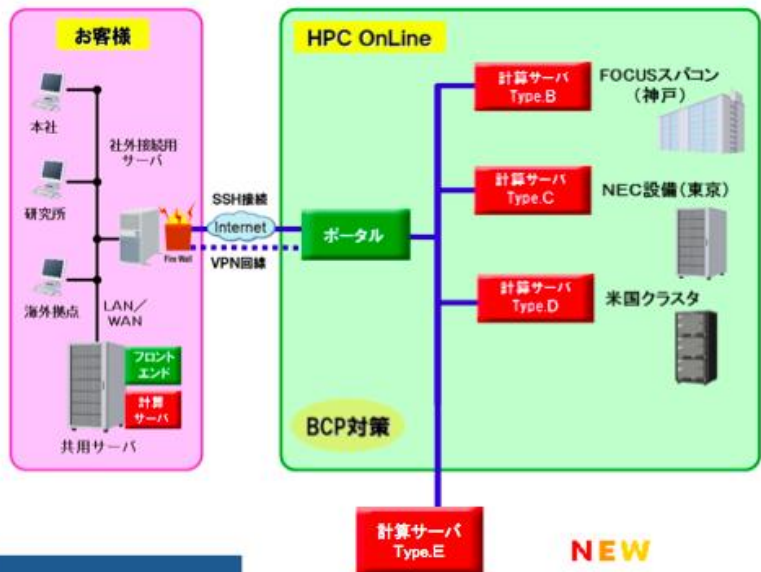 お客様
本社
研究所
海外拠点
社外接続用
サーバ
Fire Wall
LAN／
WAN
フロント
エンド
計算
サーバ
共用サーバ
SSH接続
Internet
VPN回線
HPC OnLine
ポータル
計算サーバ
Type.B
FOCUSスパコン
（神戸）
計算サーバ
Type.C
NEC設備（東京）
計算サーバ
Type.D
米国クラスタ
BCP対策
計算サーバ
Type.E
NEW